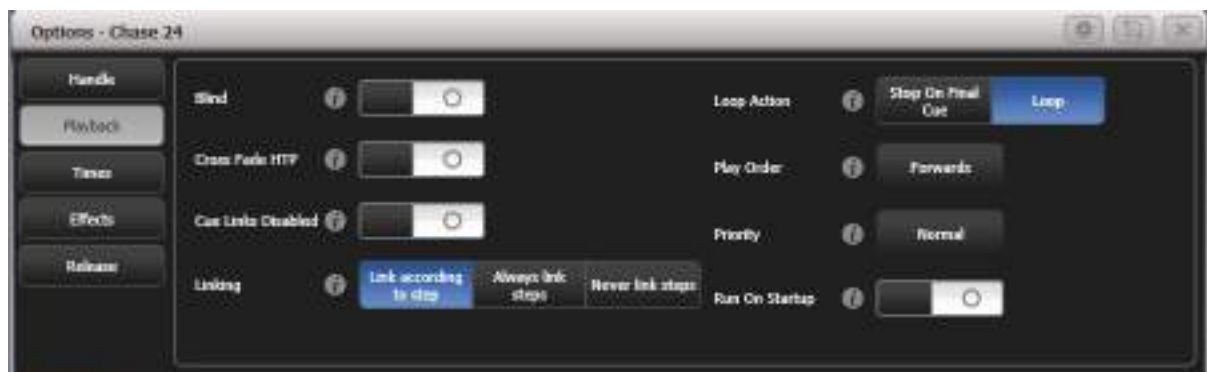 Options - Chase 24
Handle
Playback
Times
Effects
Release
Blind
Cross Fade HTP
Cue Links Disabled
Linking
Link according
to step
Always link
steps
Never link steps
Loop Action
Stop On Final
Cue
Loop
Play Order
Forwards
Priority
Normal
Run On Startup